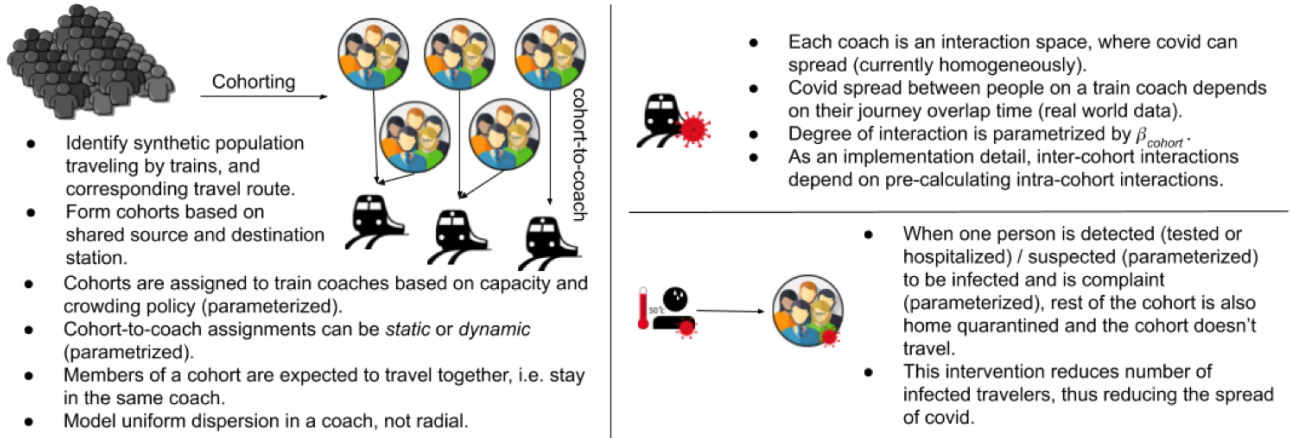 Cohorting
cohort-to-coach
● Identify synthetic population
traveling by trains, and
corresponding travel route.
● Form cohorts based on
shared source and destination
station.
● Cohorts are assigned to train coaches based on capacity and
crowding policy (parameterized).
● Cohort-to-coach assignments can be static or dynamic
(parametrized).
● Members of a cohort are expected to travel together, i.e. stay
in the same coach.
● Model uniform dispersion in a coach, not radial.
● Each coach is an interaction space, where covid can
spread (currently homogeneously).
● Covid spread between people on a train coach depends
on their journey overlap time (real world data).
● Degree of interaction is parametrized by β_cohort.
● As an implementation detail, inter-cohort interactions
depend on pre-calculating intra-cohort interactions.
50℃
● When one person is detected (tested or
hospitalized) / suspected (parameterized)
to be infected and is complaint
(parameterized), rest of the cohort is also
home quarantined and the cohort doesn't
travel.
● This intervention reduces number of
infected travelers, thus reducing the spread
of covid.